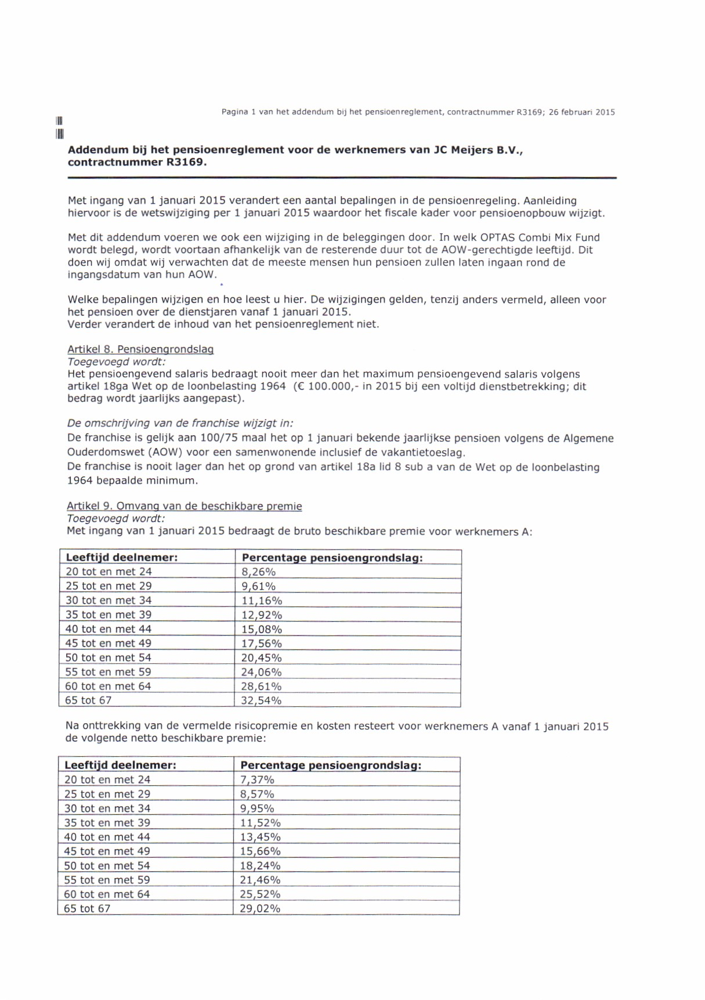 Pagina 1 van het addendum bij het pensioenreglement, contractnummer R3169; 26 februari 2015
Addendum bij het pensioenreglement voor de werknemers van JC Meijers B.V.,
contractnummer R3169.
Met ingang van 1 januari 2015 verandert een aantal bepalingen in de pensioenregeling. Aanleiding
hiervoor is de wetswijziging per 1 januari 2015 waardoor het fiscale kader voor pensioenopbouw wijzigt.
Met dit addendum voeren we ook een wijziging in de beleggingen door. In welk OPTAS Combi Mix Fund
wordt belegd, wordt voortaan afhankelijk van de resterende duur tot de AOW-gerechtigde leeftijd. Dit
doen wij omdat wij verwachten dat de meeste mensen hun pensioen zullen laten ingaan rond de
ingangsdatum van hun AOW.
Welke bepalingen wijzigen en hoe leest u hier. De wijzigingen gelden, tenzij anders vermeld, alleen voor
het pensioen over de dienstjaren vanaf 1 januari 2015.
Verder verandert de inhoud van het pensioenreglement niet.
Artikel 8. Pensioengrondslag
Toegevoegd wordt:
Het pensioengevend salaris bedraagt nooit meer dan het maximum pensioengevend salaris volgens
artikel 18ga Wet op de loonbelasting 1964 (€ 100.000,- in 2015 bij een voltijd dienstbetrekking; dit
bedrag wordt jaarlijks aangepast).
De omschrijving van de franchise wijzigt in:
De franchise is gelijk aan 100/75 maal het op 1 januari bekende jaarlijkse pensioen volgens de Algemene
Ouderdomswet (AOW) voor een samenwonende inclusief de vakantietoeslag.
De franchise is nooit lager dan het op grond van artikel 18a lid 8 sub a van de Wet op de loonbelasting
1964 bepaalde minimum.
Artikel 9. Omvang van de beschikbare premie
Toegevoegd wordt:
Met ingang van 1 januari 2015 bedraagt de bruto beschikbare premie voor werknemers A:
Leeftijd deelnemer: Percentage pensioengrondslag:
20 tot en met 24 8,26%
25 tot en met 29 9,61%
30 tot en met 34 11,16%
35 tot en met 39 12,92%
40 tot en met 44 15,08%
45 tot en met 49 17,56%
50 tot en met 54 20,45%
55 tot en met 59 24,06%
60 tot en met 64 28,61%
65 tot 67 32,54%
Na onttrekking van de vermelde risicopremie en kosten resteert voor werknemers A vanaf 1 januari 2015
de volgende netto beschikbare premie:
Leeftijd deelnemer: Percentage pensioengrondslag:
20 tot en met 24 7,37%
25 tot en met 29 8,57%
30 tot en met 34 9,95%
35 tot en met 39 11,52%
40 tot en met 44 13,45%
45 tot en met 49 15,66%
50 tot en met 54 18,24%
55 tot en met 59 21,46%
60 tot en met 64 25,52%
65 tot 67 29,02%